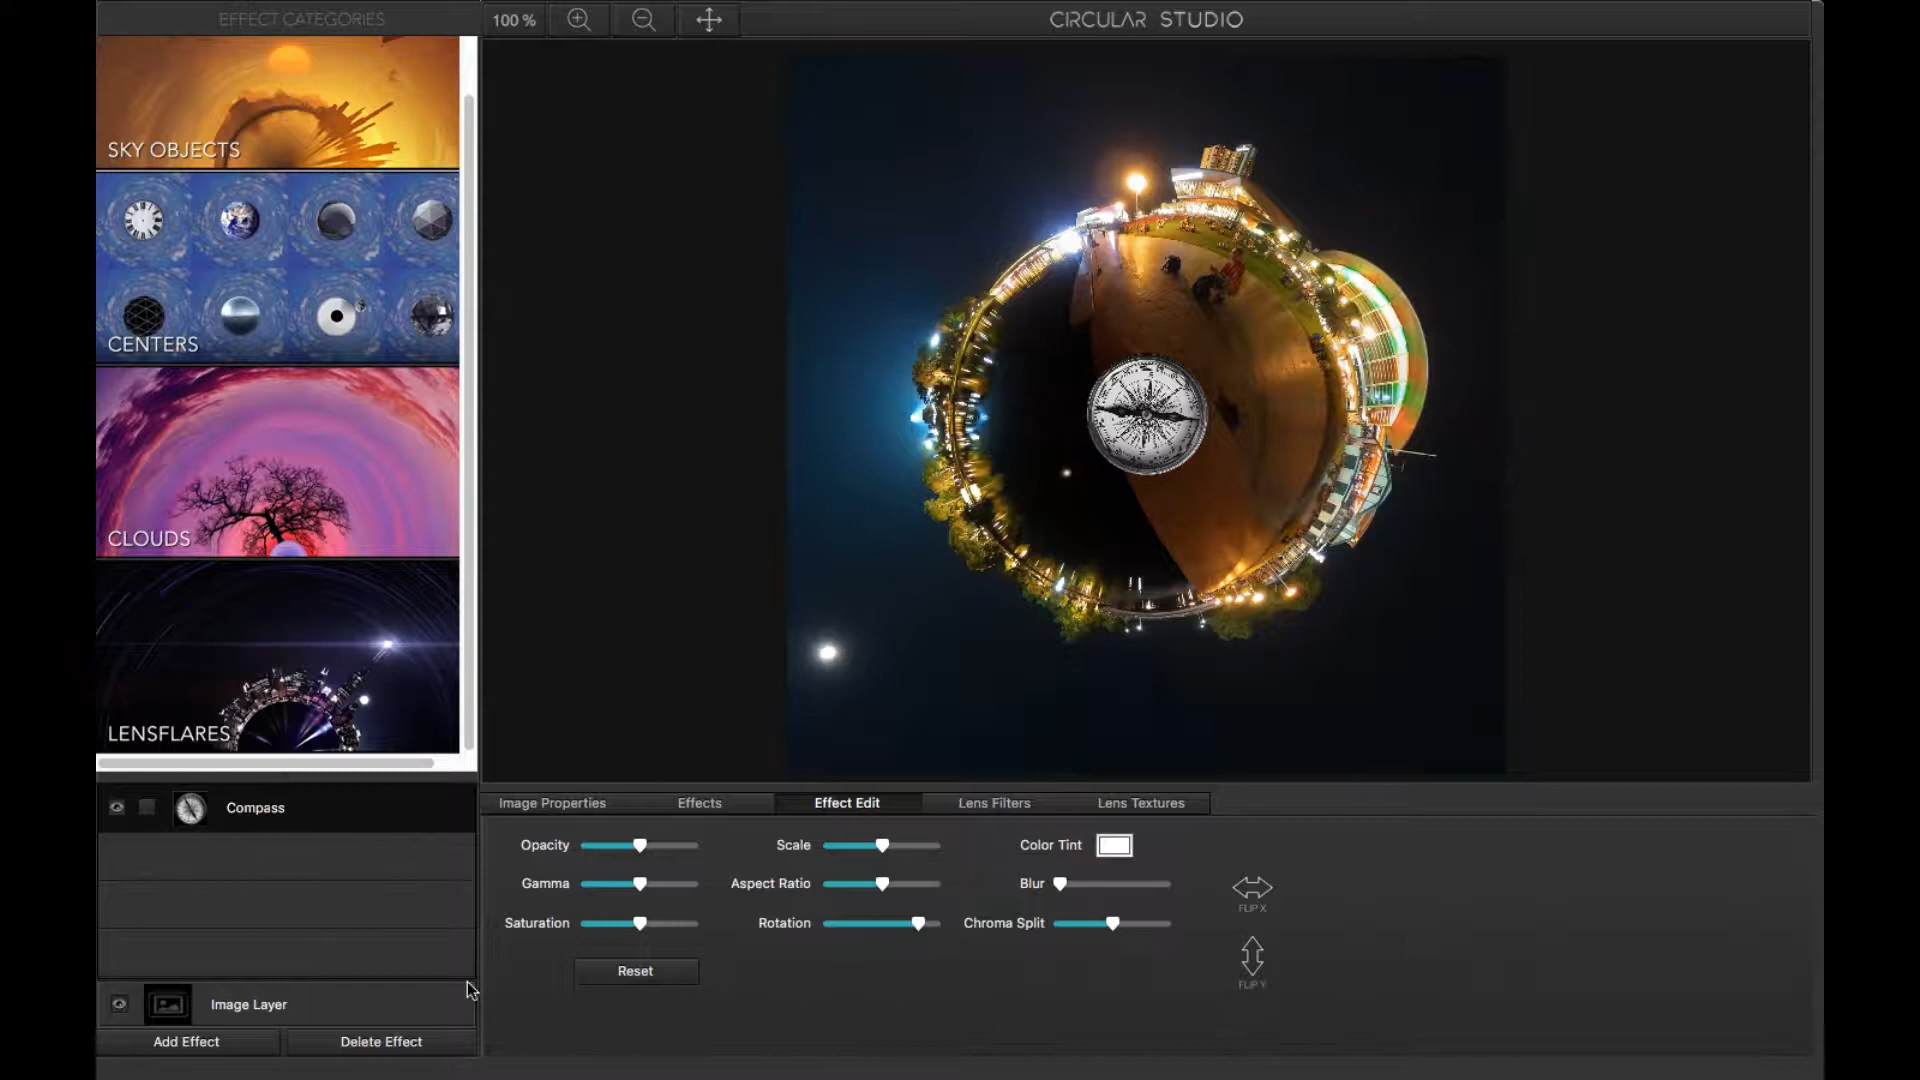 EFFECT CATEGORIES
100 %
CIRCULAR STUDIO
SKY OBJECTS
CENTERS
CLOUDS
LENSFLARES
Compass
Image Layer
Add Effect
Delete Effect
Image Properties
Effects
Effect Edit
Lens Filters
Lens Textures
Opacity
Scale
Color Tint
Gamma
Aspect Ratio
Blur
FLIP X
Saturation
Rotation
Chroma Split
Reset
FLIP Y